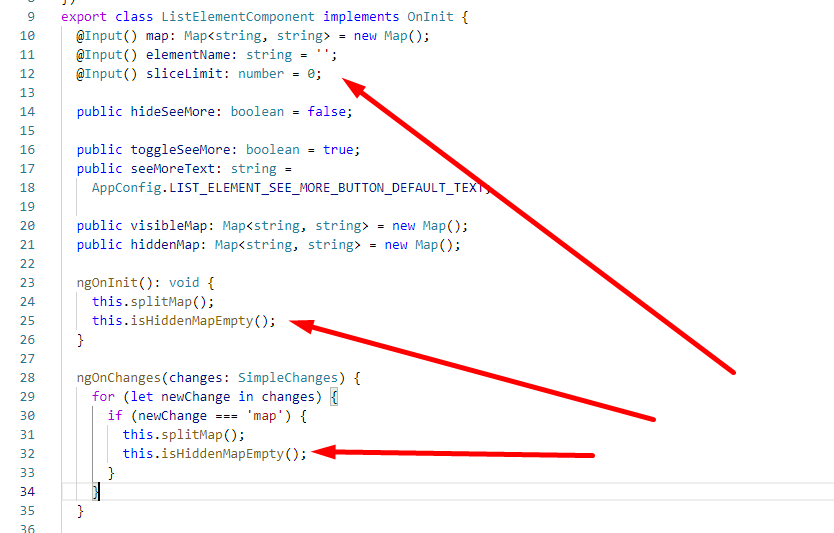 8 })
9 export class ListElementComponent implements OnInit {
10 @Input() map: Map<string, string> = new Map();
11 @Input() elementName: string = '';
12 @Input() sliceLimit: number = 0;
13
14 public hideSeeMore: boolean = false;
15
16 public toggleSeeMore: boolean = true;
17 public seeMoreText: string =
18 AppConfig.LIST_ELEMENT_SEE_MORE_BUTTON_DEFAULT_TEXT;
19
20 public visibleMap: Map<string, string> = new Map();
21 public hiddenMap: Map<string, string> = new Map();
22
23 ngOnInit(): void {
24 this.splitMap();
25 this.isHiddenMapEmpty();
26 }
27
28 ngOnChanges(changes: SimpleChanges) {
29 for (let newChange in changes) {
30 if (newChange === 'map') {
31 this.splitMap();
32 this.isHiddenMapEmpty();
33 }
34 }
35 }
36